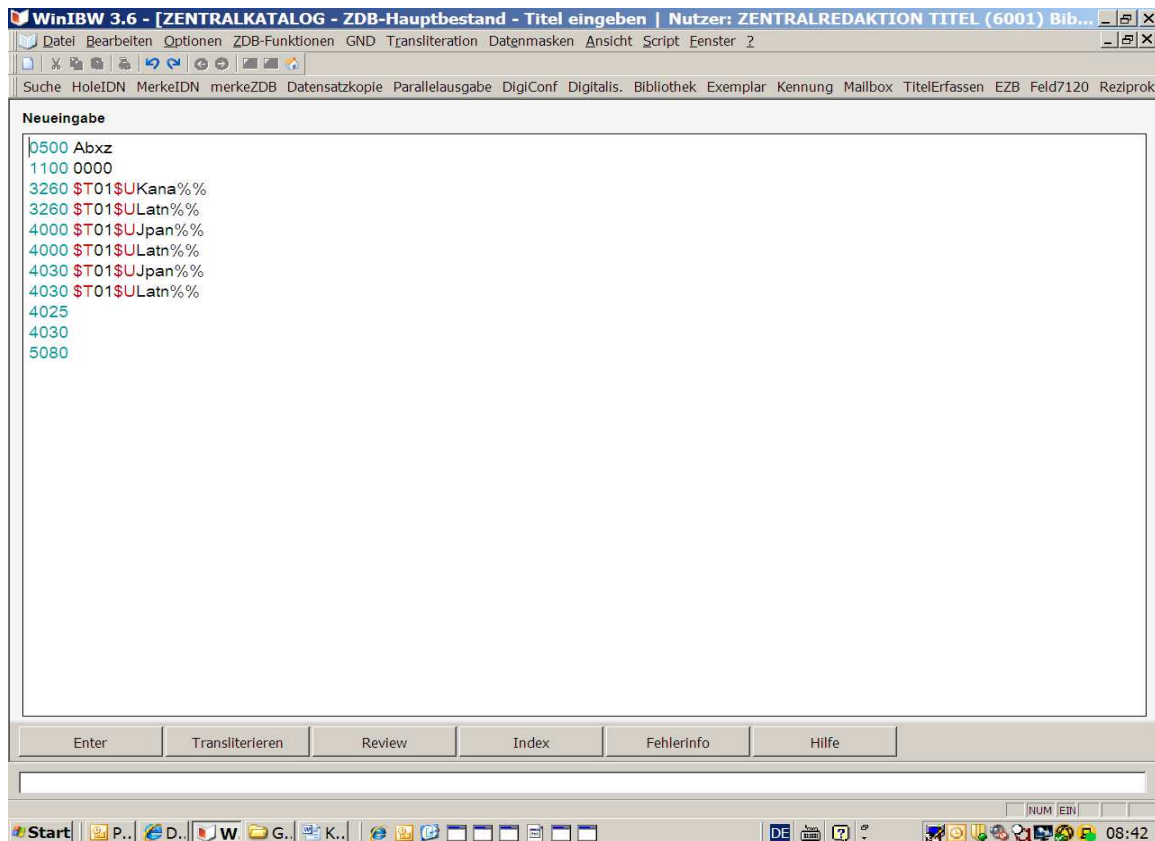 WinIBW 3.6 - [ZENTRALKATALOG - ZDB-Hauptbestand - Titel eingeben | Nutzer: ZENTRALREDAKTION TITEL (6001) Bib...
Datei Bearbeiten Optionen ZDB-Funktionen GND Transliteration Datenmasken Ansicht Script Fenster ?
Suche HoleIDN MerkeIDN merkeZDB Datensatzkopie Parallelausgabe DigiConf Digitalis. Bibliothek Exemplar Kennung Mailbox TitelErfassen EZB Feld7120 Reziprok
Neueingabe
0500 Abxz
1100 0000
3260 $T01$UKana%%
3260 $T01$ULatn%%
4000 $T01$UJpan%%
4000 $T01$ULatn%%
4030 $T01$UJpan%%
4030 $T01$ULatn%%
4025
4030
5080
Enter Transliterieren Review Index Fehlerinfo Hilfe
NUM EIN
Start P.. D.. W G.. K.. DE 08:42